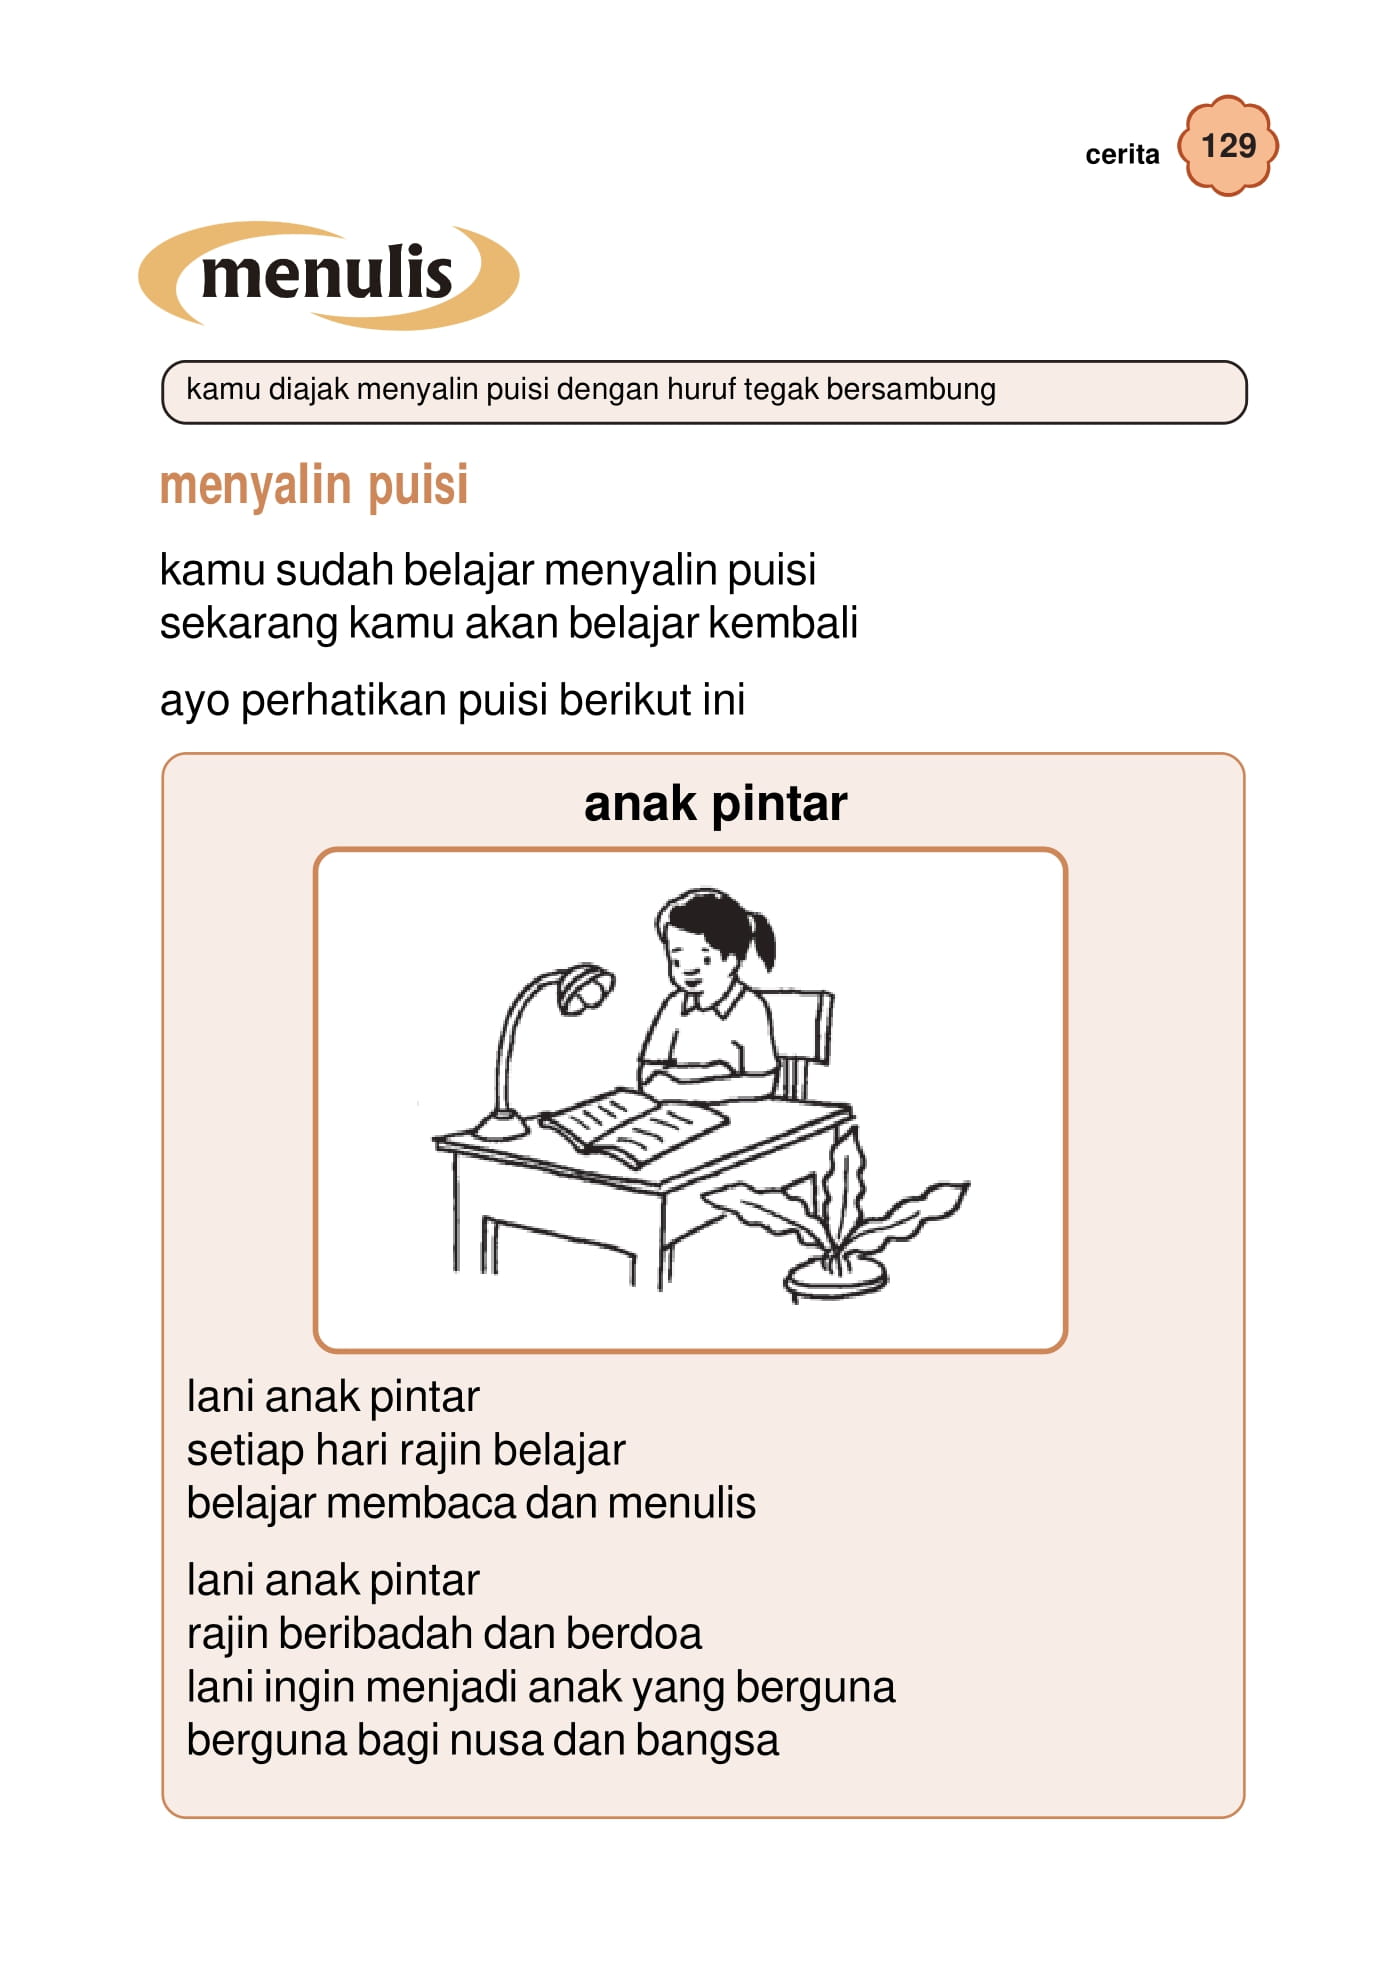 cerita 129
menulis
kamu diajak menyalin puisi dengan huruf tegak bersambung
menyalin puisi
kamu sudah belajar menyalin puisi
sekarang kamu akan belajar kembali
ayo perhatikan puisi berikut ini
anak pintar
lani anak pintar
setiap hari rajin belajar
belajar membaca dan menulis
lani anak pintar
rajin beribadah dan berdoa
lani ingin menjadi anak yang berguna
berguna bagi nusa dan bangsa